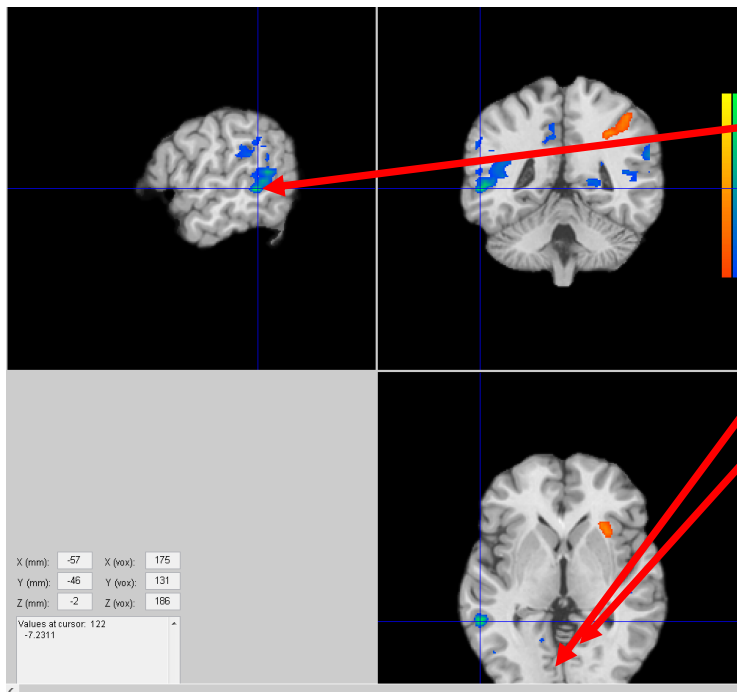 X (mm): -57 X (vox): 175
Y (mm): -46 Y (vox): 131
Z (mm): -2 Z (vox): 186
Values at cursor: 122
-7.2311